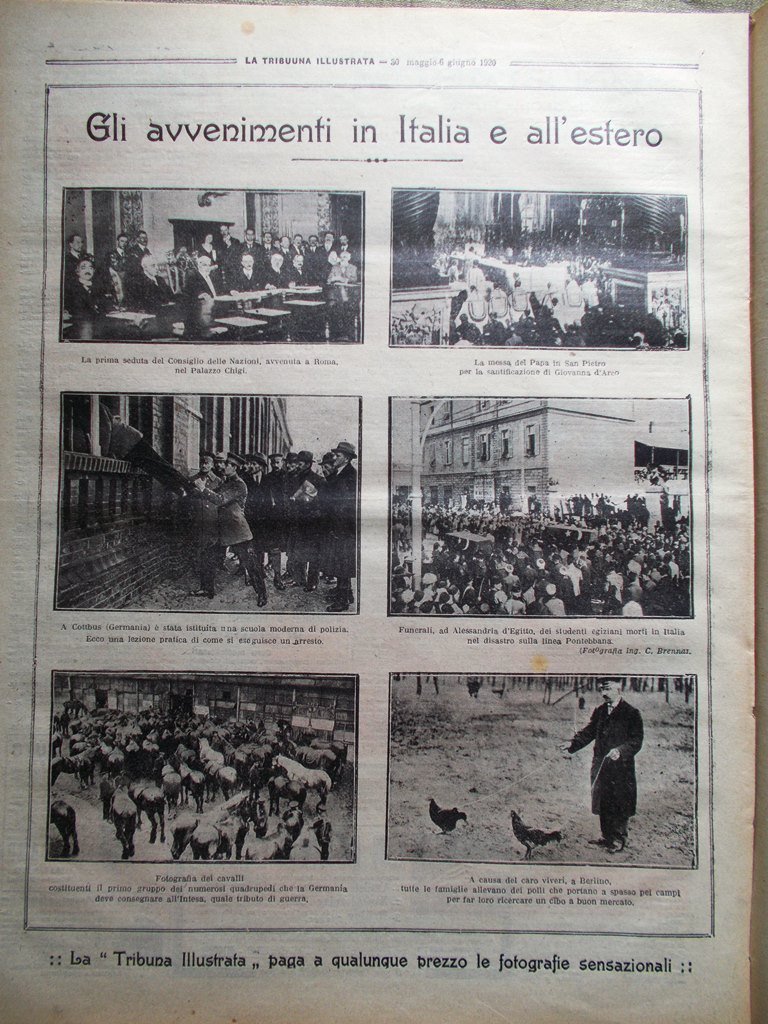 LA TRIBUUNA ILLUSTRATA — 30 maggio-6 giugno 1920
Gli avvenimenti in Italia e all'estero
La prima seduta del Consiglio delle Nazioni, avvenuta a Roma,
nel Palazzo Chigi.
La messa del Papa in San Pietro
per la santificazione di Giovanna d'Arco
A Cottbus (Germania) è stata istituita una scuola moderna di polizia.
Ecco una lezione pratica di come si eseguisce un arresto.
Funerali, ad Alessandria d'Egitto, dei studenti egiziani morti in Italia
nel disastro sulla linea Pontebbana.
(Fotografia ing. C. Brennas.
Fotografia dei cavalli
costituenti il primo gruppo dei numerosi quadrupedi che la Germania
deve consegnare all'Intesa, quale tributo di guerra.
A causa del caro viveri, a Berlino,
tutte le famiglie allevano dei polli che portano a spasso pei campi
per far loro ricercare un cibo a buon mercato.
:: La “ Tribuna Illustrata „ paga a qualunque prezzo le fotografie sensazionali ::